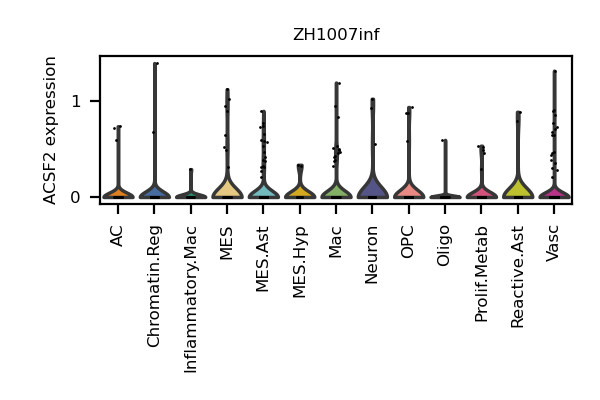 ZH1007inf
ACSF2 expression
1
0
AC
Chromatin.Reg
Inflammatory.Mac
MES
MES.Ast
MES.Hyp
Mac
Neuron
OPC
Oligo
Prolif.Metab
Reactive.Ast
Vasc